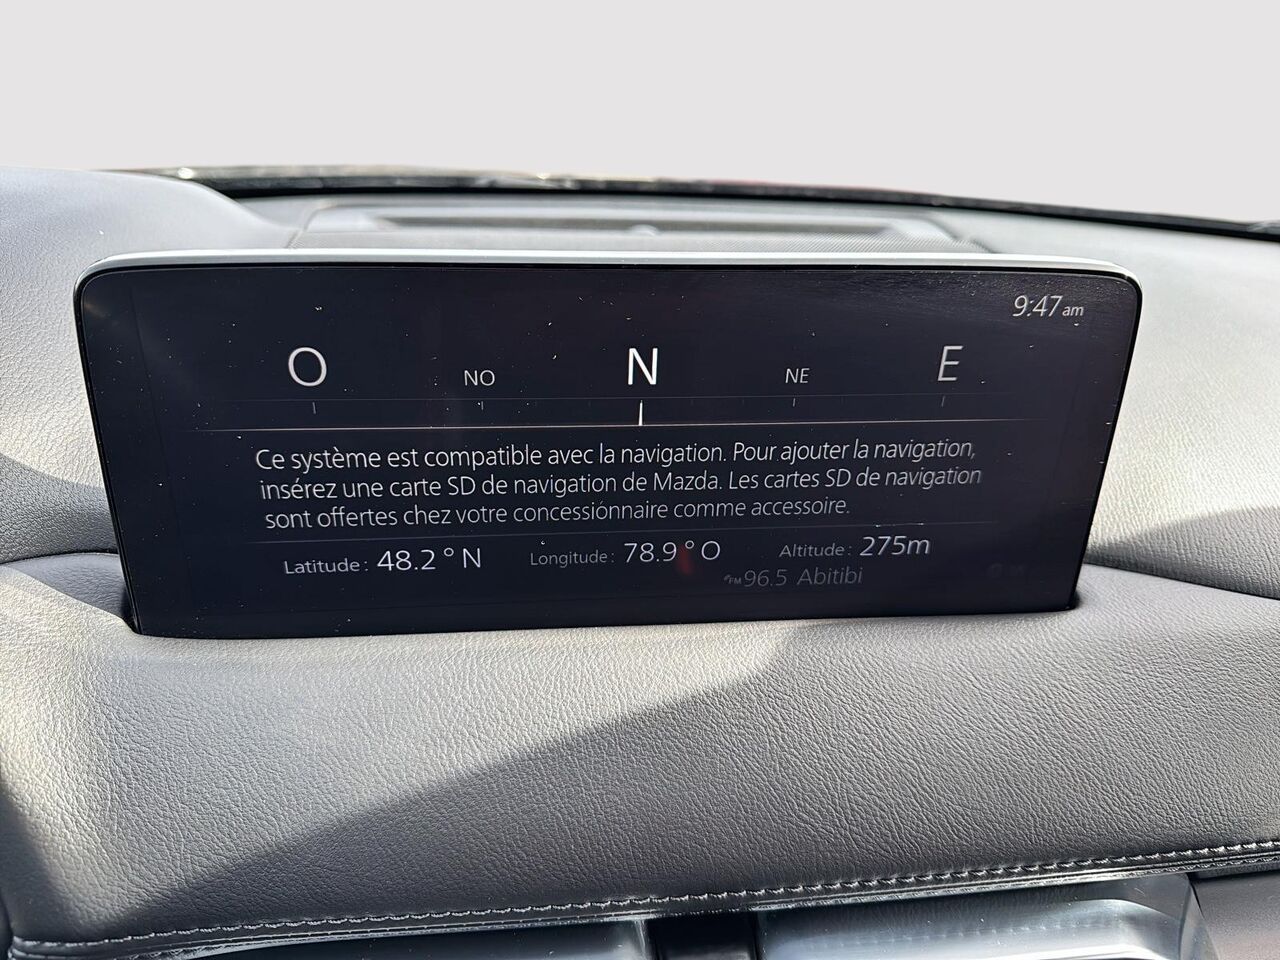 9:47 am
O NO N NE E
Ce système est compatible avec la navigation. Pour ajouter la navigation,
insérez une carte SD de navigation de Mazda. Les cartes SD de navigation
sont offertes chez votre concessiónnaire comme accessoire.
Latitude : 48.2 ° N Longitude : 78.9 ° O Altitude : 275m
FM 96.5 Abitibi